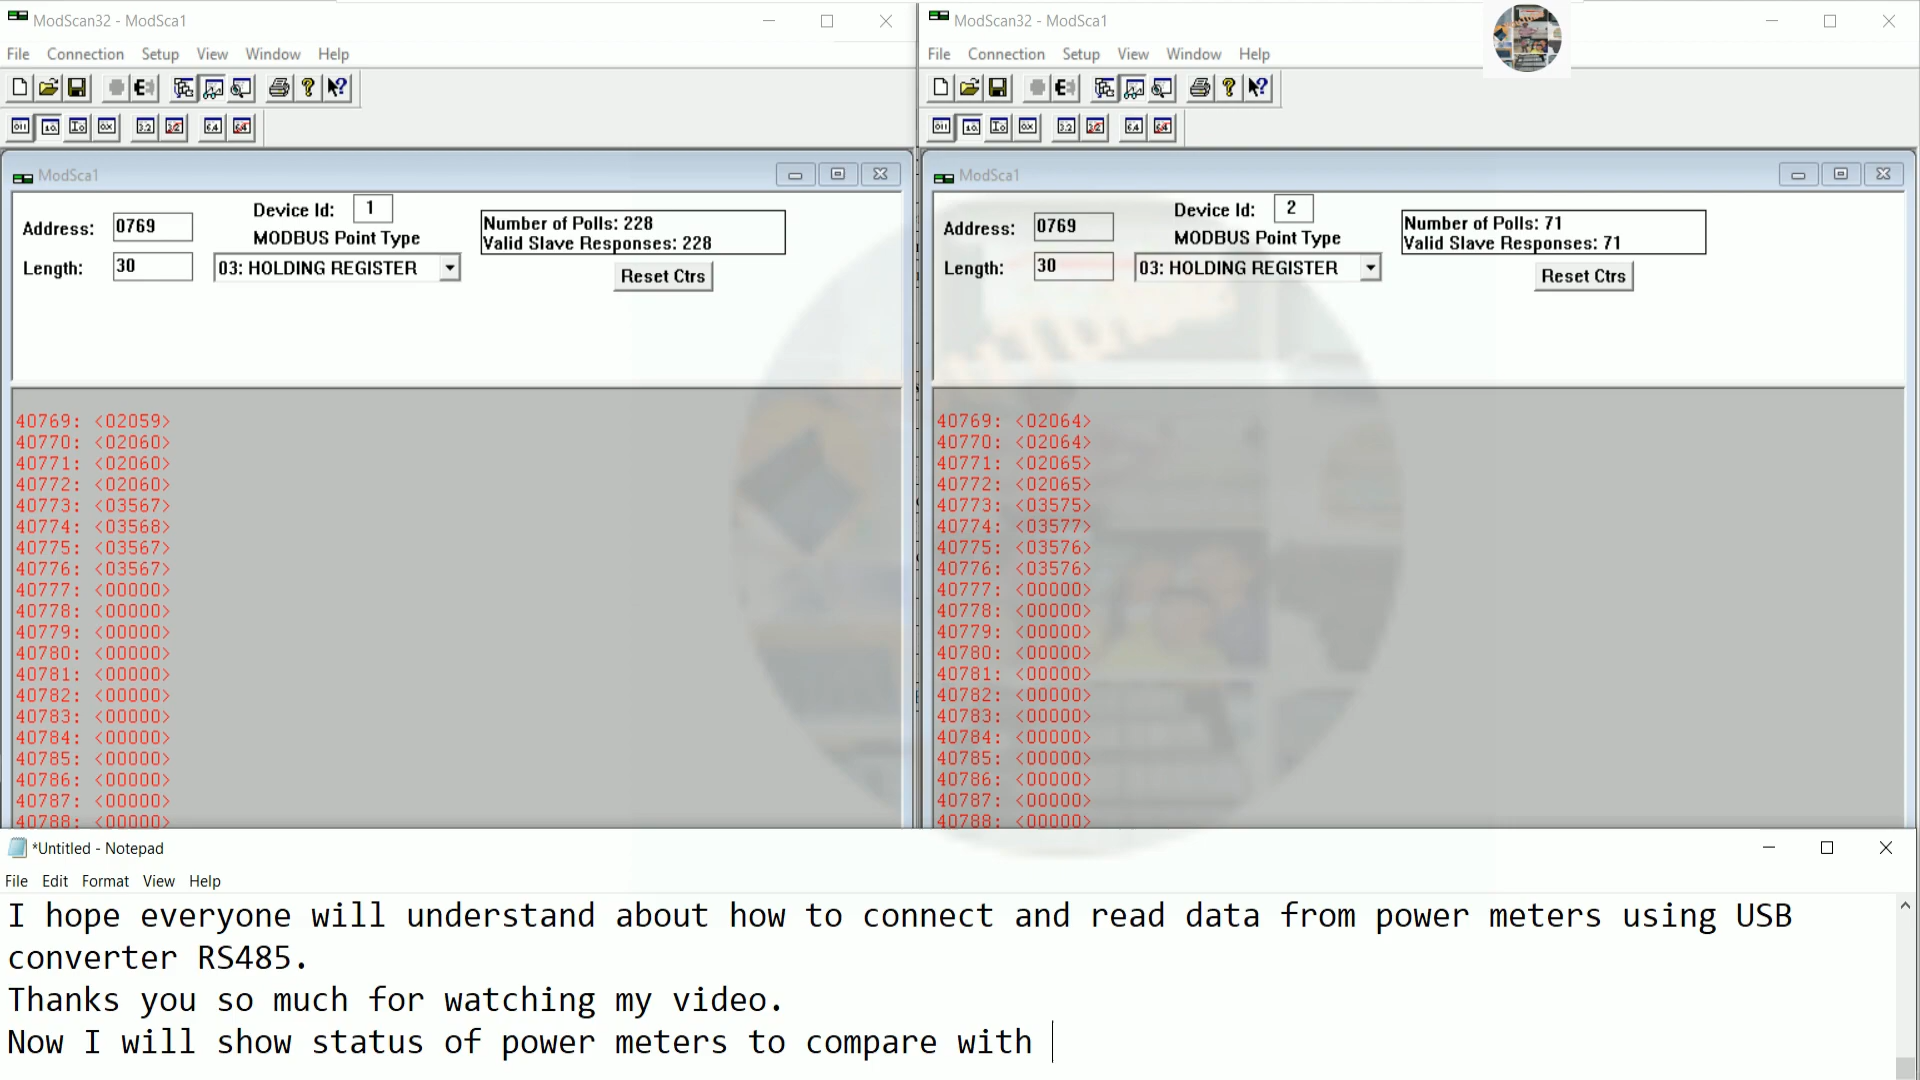 ModScan32 - ModSca1
File Connection Setup View Window Help
ModSca1
Address: 0769
Device Id: 1
MODBUS Point Type
Length: 30
03: HOLDING REGISTER
Number of Polls: 228
Valid Slave Responses: 228
Reset Ctrs
40769: <02059>
40770: <02060>
40771: <02060>
40772: <02060>
40773: <03567>
40774: <03568>
40775: <03567>
40776: <03567>
40777: <00000>
40778: <00000>
40779: <00000>
40780: <00000>
40781: <00000>
40782: <00000>
40783: <00000>
40784: <00000>
40785: <00000>
40786: <00000>
40787: <00000>
40788: <00000>
ModScan32 - ModSca1
File Connection Setup View Window Help
ModSca1
Address: 0769
Device Id: 2
MODBUS Point Type
Length: 30
03: HOLDING REGISTER
Number of Polls: 71
Valid Slave Responses: 71
Reset Ctrs
40769: <02064>
40770: <02064>
40771: <02065>
40772: <02065>
40773: <03575>
40774: <03577>
40775: <03576>
40776: <03576>
40777: <00000>
40778: <00000>
40779: <00000>
40780: <00000>
40781: <00000>
40782: <00000>
40783: <00000>
40784: <00000>
40785: <00000>
40786: <00000>
40787: <00000>
40788: <00000>
*Untitled - Notepad
File Edit Format View Help
I hope everyone will understand about how to connect and read data from power meters using USB
converter RS485.
Thanks you so much for watching my video.
Now I will show status of power meters to compare with